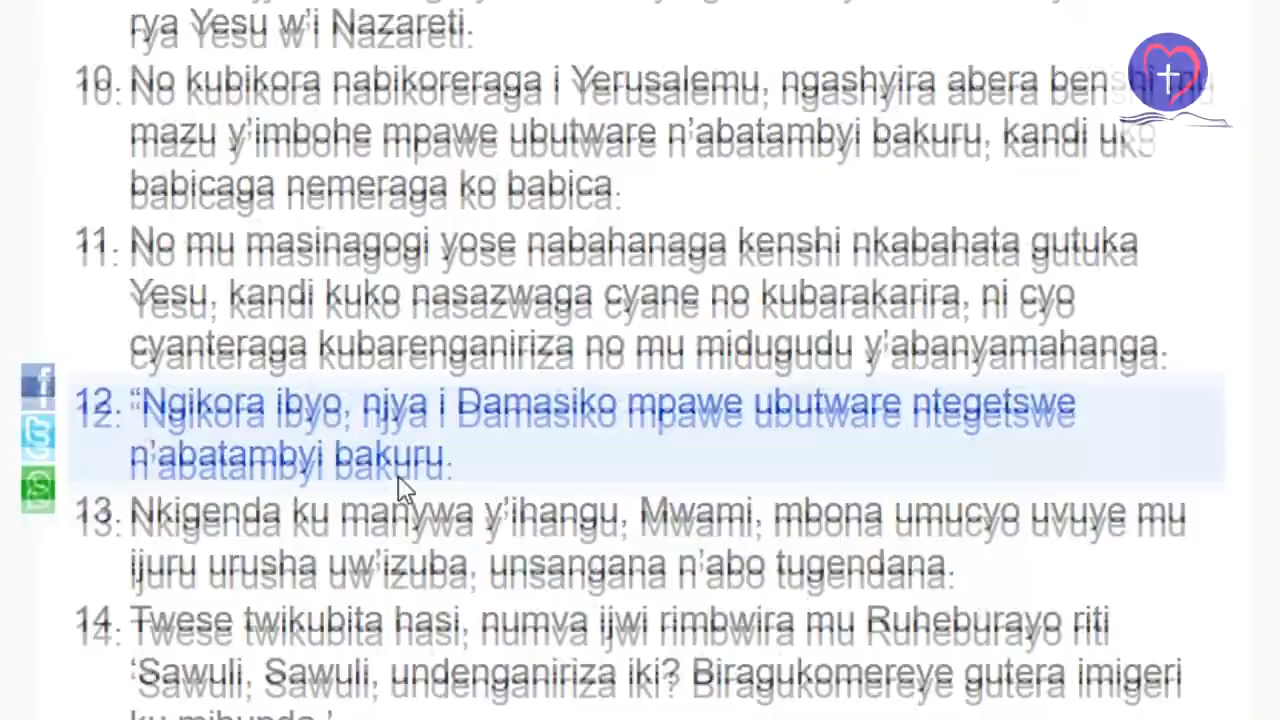 rya Yesu w'i Nazareti.
10. No kubikora nabikoreraga i Yerusalemu, ngashyira abera benshi mu
mazu y'imbohe mpawe ubutware n'abatambyi bakuru, kandi uko
babicaga nemeraga ko babica.
11. No mu masinagogi yose nabahanaga kenshi nkabahata gutuka
Yesu, kandi kuko nasazwaga cyane no kubarakarira, ni cyo
cyanteraga kubarenganiriza no mu midugudu y'abanyamahanga.
12. “Ngikora ibyo, njya i Damasiko mpawe ubutware ntegetswe
n'abatambyi bakuru.
13. Nkigenda ku manywa y'ihangu, Mwami, mbona umucyo uvuye mu
ijuru urusha uw'izuba, unsangana n'abo tugendana.
14. Twese twikubita hasi, numva ijwi rimbwira mu Ruheburayo riti
‘Sawuli, Sawuli, undenganiriza iki? Biragukomereye gutera imigeri
ku mihunda.’